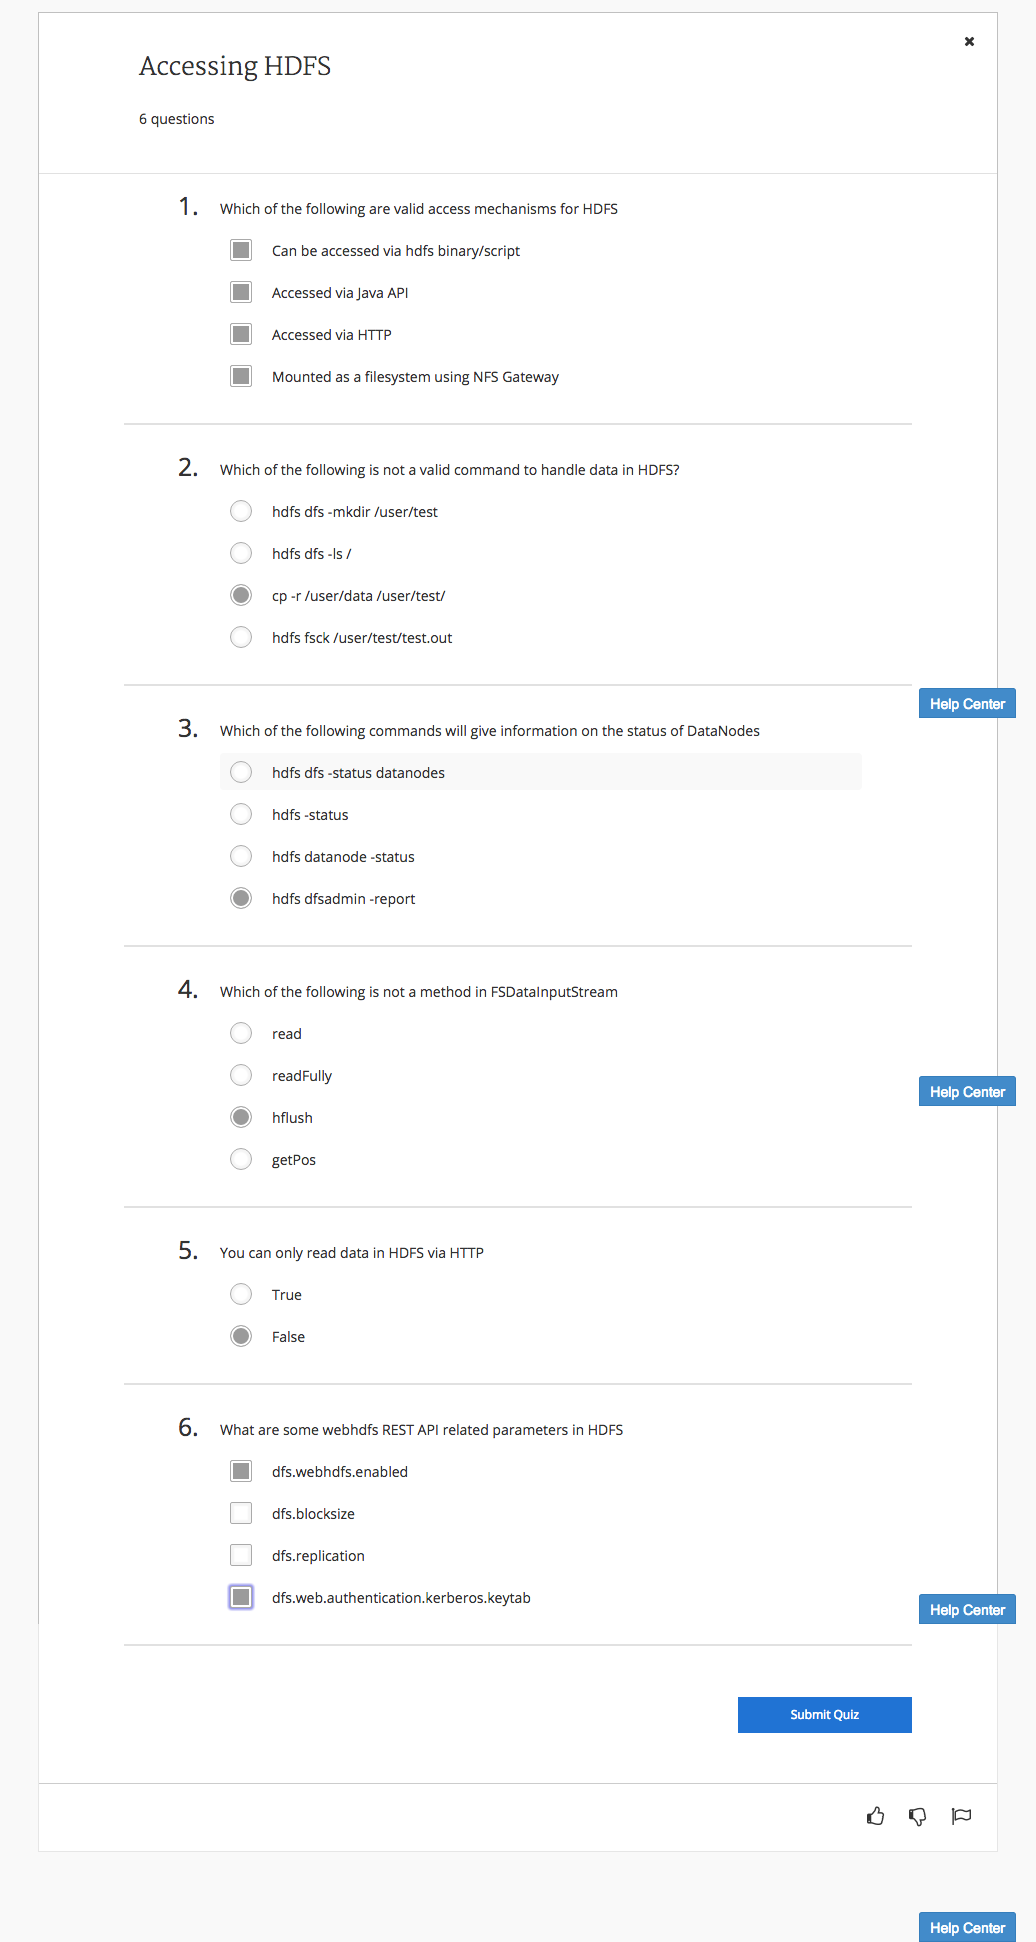 Accessing HDFS
6 questions
1. Which of the following are valid access mechanisms for HDFS
Can be accessed via hdfs binary/script
Accessed via Java API
Accessed via HTTP
Mounted as a filesystem using NFS Gateway
2. Which of the following is not a valid command to handle data in HDFS?
hdfs dfs -mkdir /user/test
hdfs dfs -ls /
cp -r /user/data /user/test/
hdfs fsck /user/test/test.out
Help Center
3. Which of the following commands will give information on the status of DataNodes
hdfs dfs -status datanodes
hdfs -status
hdfs datanode -status
hdfs dfsadmin -report
4. Which of the following is not a method in FSDataInputStream
read
readFully
Help Center
hflush
getPos
5. You can only read data in HDFS via HTTP
True
False
6. What are some webhdfs REST API related parameters in HDFS
dfs.webhdfs.enabled
dfs.blocksize
dfs.replication
dfs.web.authentication.kerberos.keytab
Help Center
Submit Quiz
Help Center